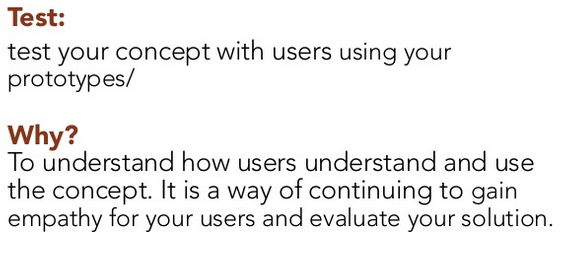 Test:
test your concept with users using your
prototypes/
Why?
To understand how users understand and use
the concept. It is a way of continuing to gain
empathy for your users and evaluate your solution.